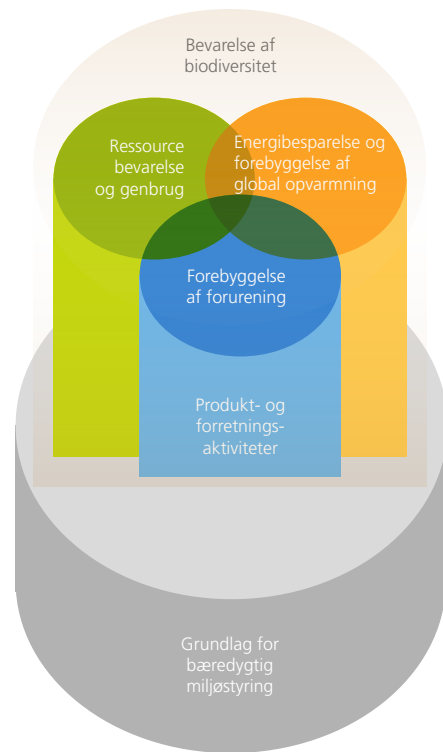 Bevarelse af
biodiversitet
Ressource
bevarelse
og genbrug
Energibesparelse og
forebyggelse af
global opvarmning
Forebyggelse
af forurening
Produkt- og
forretnings-
aktiviteter
Grundlag for
bæredygtig
miljøstyring